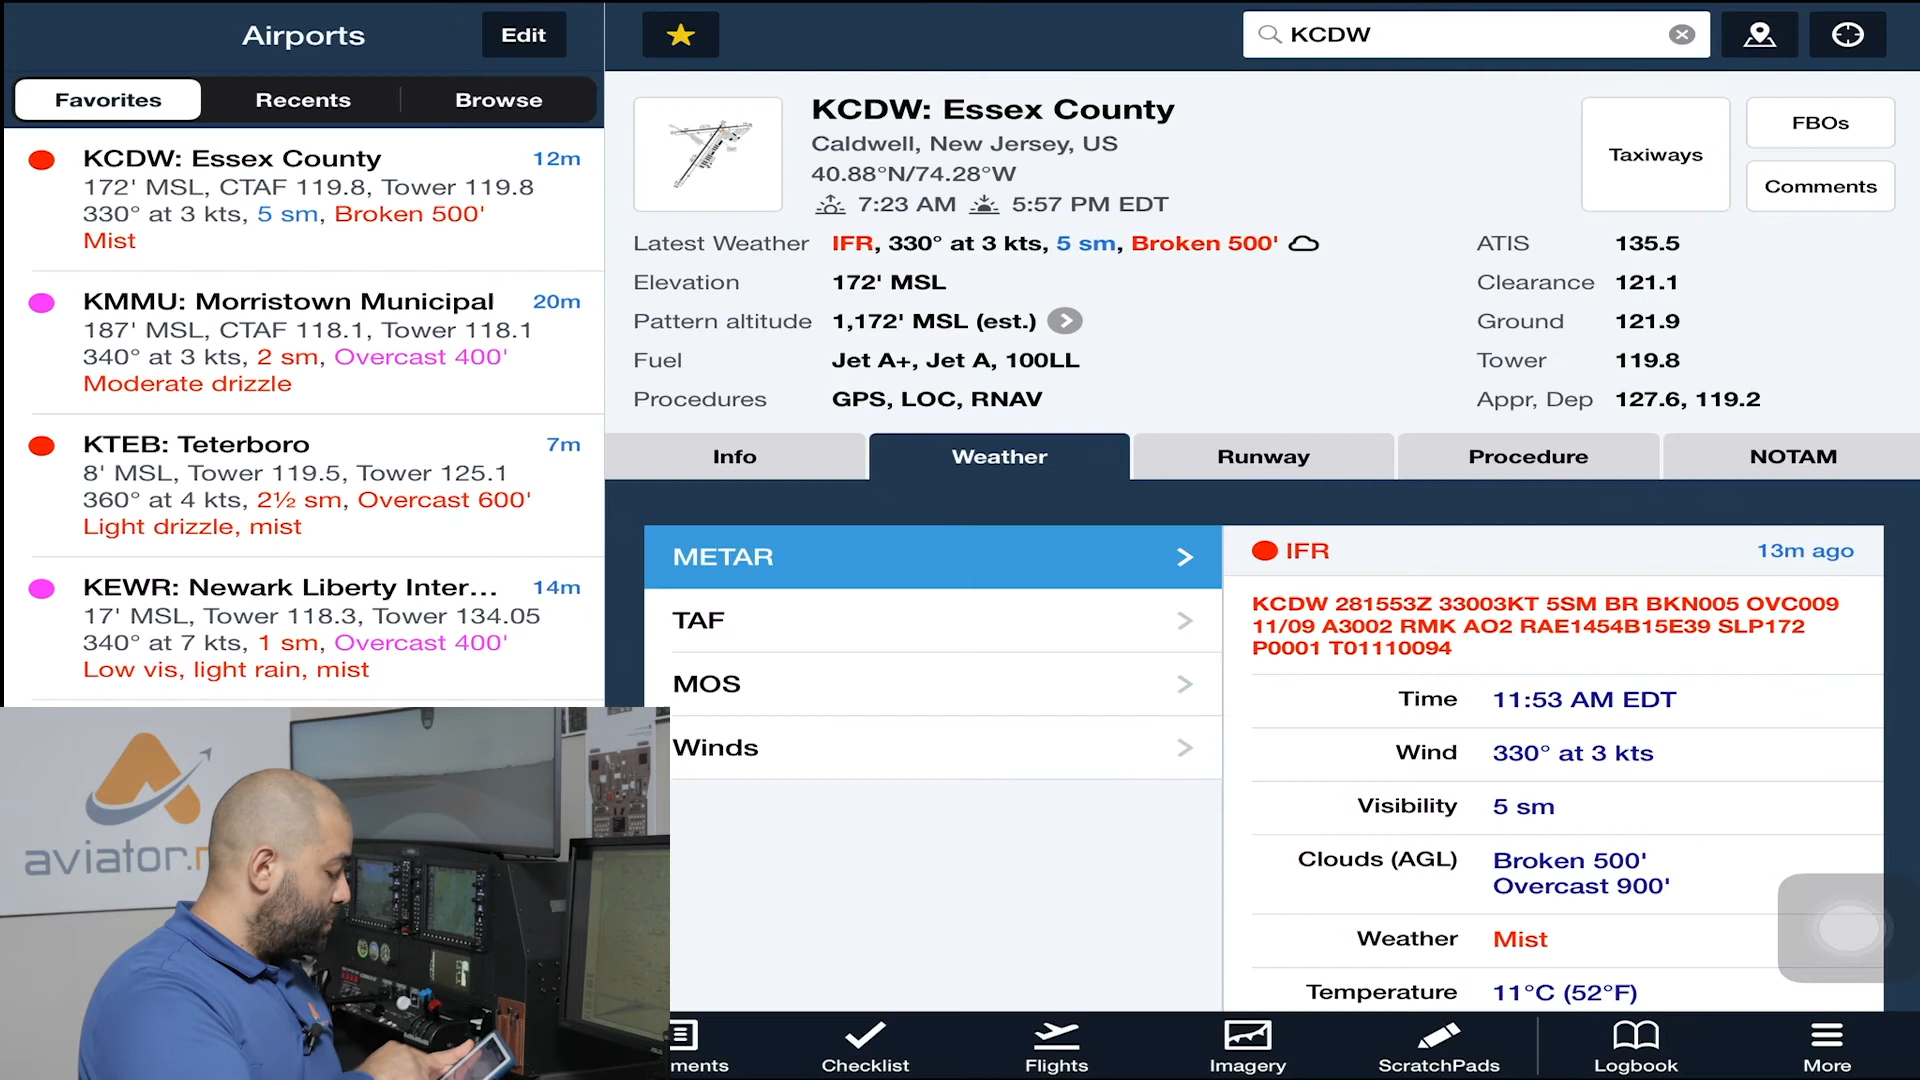 Airports
Edit
Favorites
Recents
Browse
KCDW: Essex County
12m
172' MSL, CTAF 119.8, Tower 119.8
330° at 3 kts, 5 sm, Broken 500'
Mist
KMMU: Morristown Municipal
20m
187' MSL, CTAF 118.1, Tower 118.1
340° at 3 kts, 2 sm, Overcast 400'
Moderate drizzle
KTEB: Teterboro
7m
8' MSL, Tower 119.5, Tower 125.1
360° at 4 kts, 2½ sm, Overcast 600'
Light drizzle, mist
KEWR: Newark Liberty Inter...
14m
17' MSL, Tower 118.3, Tower 134.05
340° at 7 kts, 1 sm, Overcast 400'
Low vis, light rain, mist
aviator.
KCDW
KCDW: Essex County
Caldwell, New Jersey, US
40.88°N/74.28°W
7:23 AM 5:57 PM EDT
Taxiways
FBOs
Comments
Latest Weather IFR, 330° at 3 kts, 5 sm, Broken 500'
Elevation 172' MSL
Pattern altitude 1,172' MSL (est.)
Fuel Jet A+, Jet A, 100LL
Procedures GPS, LOC, RNAV
ATIS 135.5
Clearance 121.1
Ground 121.9
Tower 119.8
Appr, Dep 127.6, 119.2
Info
Weather
Runway
Procedure
NOTAM
METAR
TAF
MOS
Winds
IFR
13m ago
KCDW 281553Z 33003KT 5SM BR BKN005 OVC009
11/09 A3002 RMK AO2 RAE1454B15E39 SLP172
P0001 T01110094
Time 11:53 AM EDT
Wind 330° at 3 kts
Visibility 5 sm
Clouds (AGL) Broken 500'
Overcast 900'
Weather Mist
Temperature 11°C (52°F)
ments
Checklist
Flights
Imagery
ScratchPads
Logbook
More